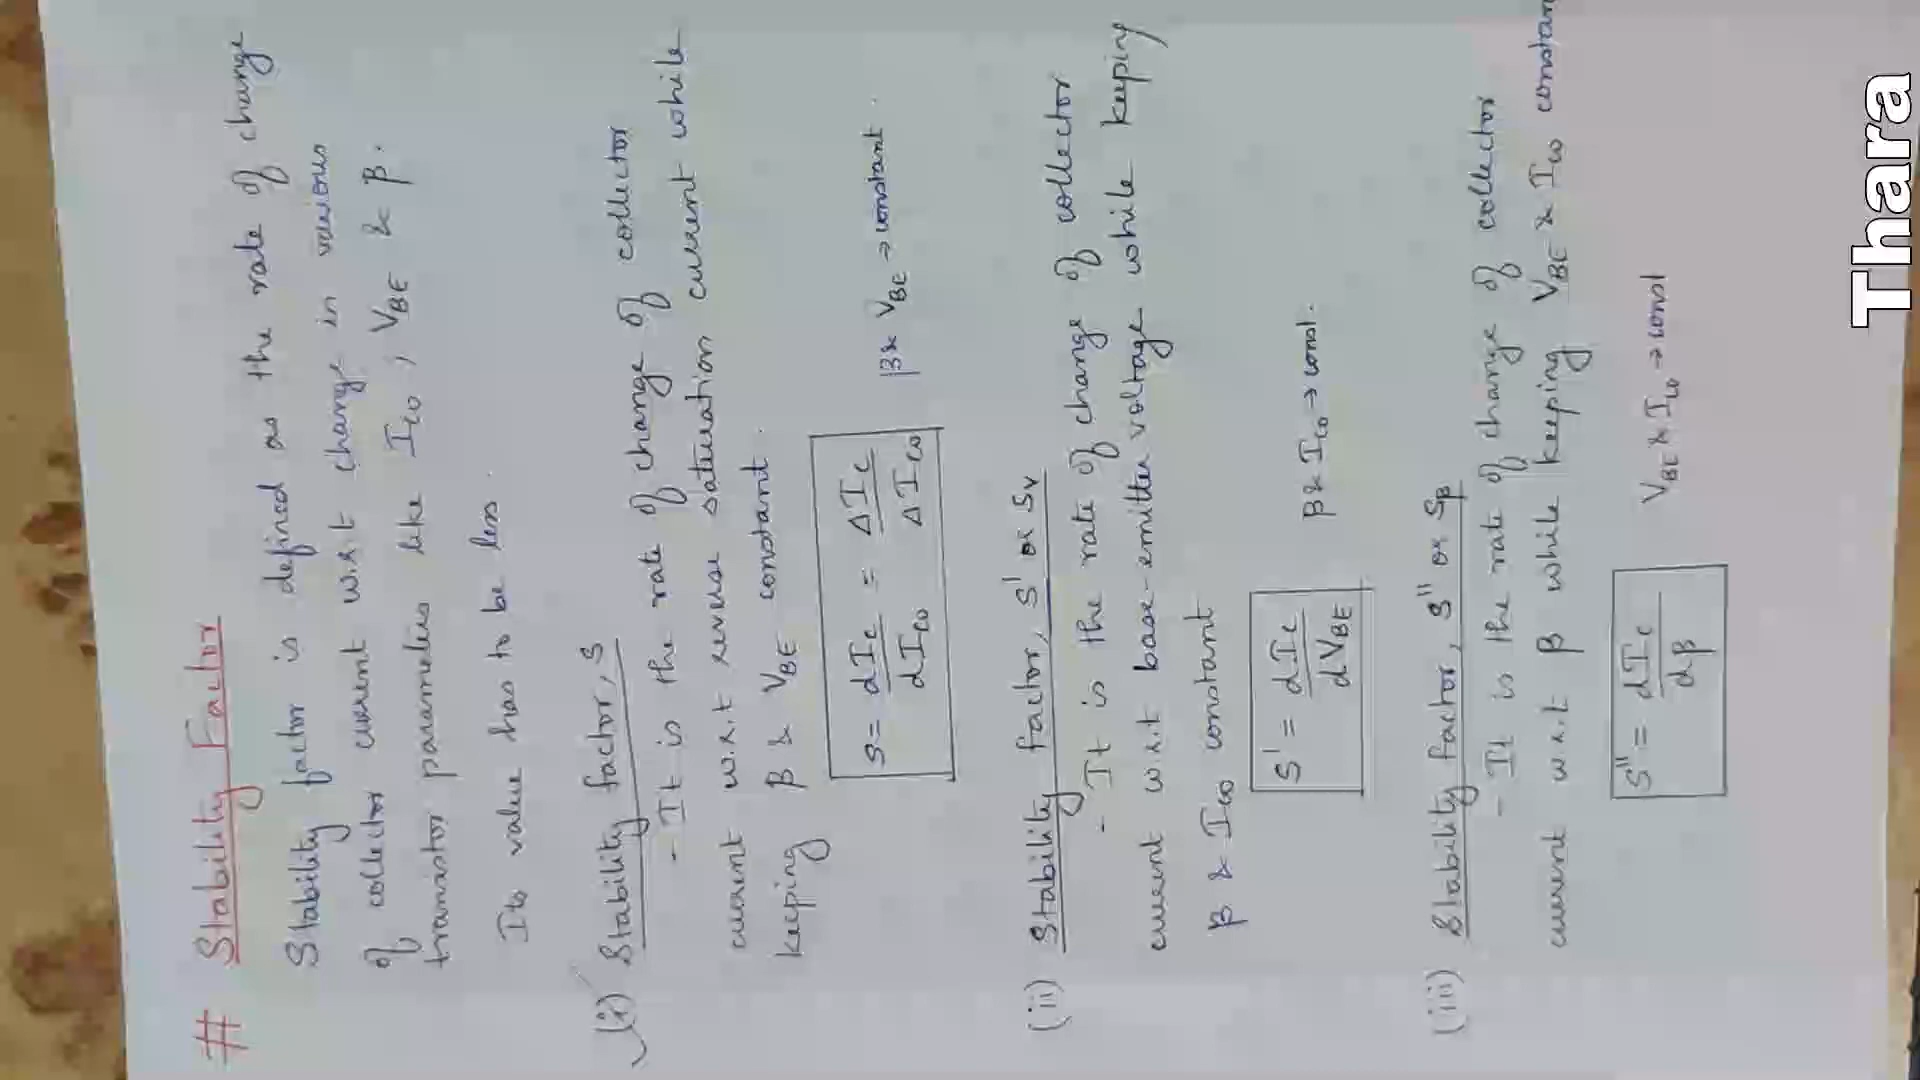 # Stability Factor
Stability factor is defined as the rate of change
of collector current w.r.t change in various
transistor parameters like Ico, VBE & β.
Its value has to be less.
(i) Stability factor, S
- It is the rate of change of collector
current w.r.t reverse saturation current while
keeping β & VBE constant.
S = dIc/dIco = ΔIc/ΔIco β & VBE → constant.
(ii) Stability factor, S' or Sv
- It is the rate of change of collector
current w.r.t base-emitter voltage while keeping
β & Ico constant
S' = dIc/dVBE β & Ico → const.
(iii) Stability factor, S'' or Sβ
- It is the rate of change of collector
current w.r.t β while keeping VBE & Ico constan
S'' = dIc/dβ VBE & Ico → const
Thara